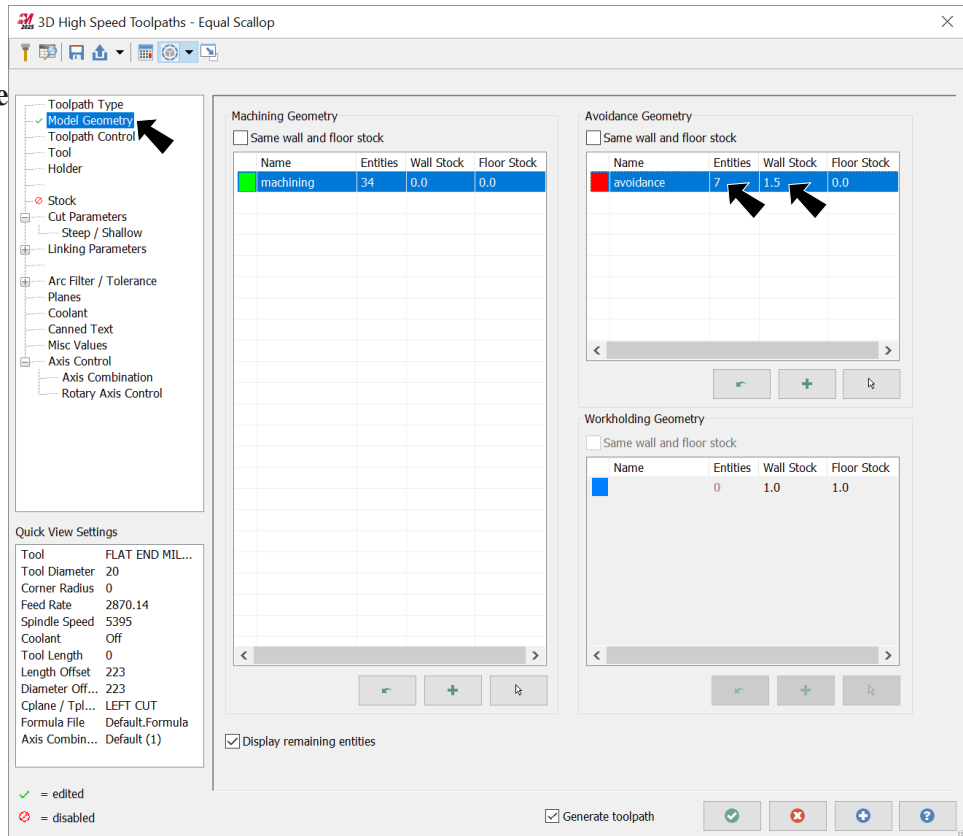 2025 3D High Speed Toolpaths - Equal Scallop
e
Toolpath Type
Model Geometry
Toolpath Control
Tool
Holder
Stock
Cut Parameters
Steep / Shallow
Linking Parameters
Arc Filter / Tolerance
Planes
Coolant
Canned Text
Misc Values
Axis Control
Axis Combination
Rotary Axis Control
Quick View Settings
Tool FLAT END MIL...
Tool Diameter 20
Corner Radius 0
Feed Rate 2870.14
Spindle Speed 5395
Coolant Off
Tool Length 0
Length Offset 223
Diameter Off... 223
Cplane / Tpl... LEFT CUT
Formula File Default.Formula
Axis Combin... Default (1)
= edited
= disabled
Machining Geometry
Same wall and floor stock
Name Entities Wall Stock Floor Stock
machining 34 0.0 0.0
Display remaining entities
Avoidance Geometry
Same wall and floor stock
Name Entities Wall Stock Floor Stock
avoidance 7 1.5 0.0
Workholding Geometry
Same wall and floor stock
Name Entities Wall Stock Floor Stock
0 1.0 1.0
Generate toolpath